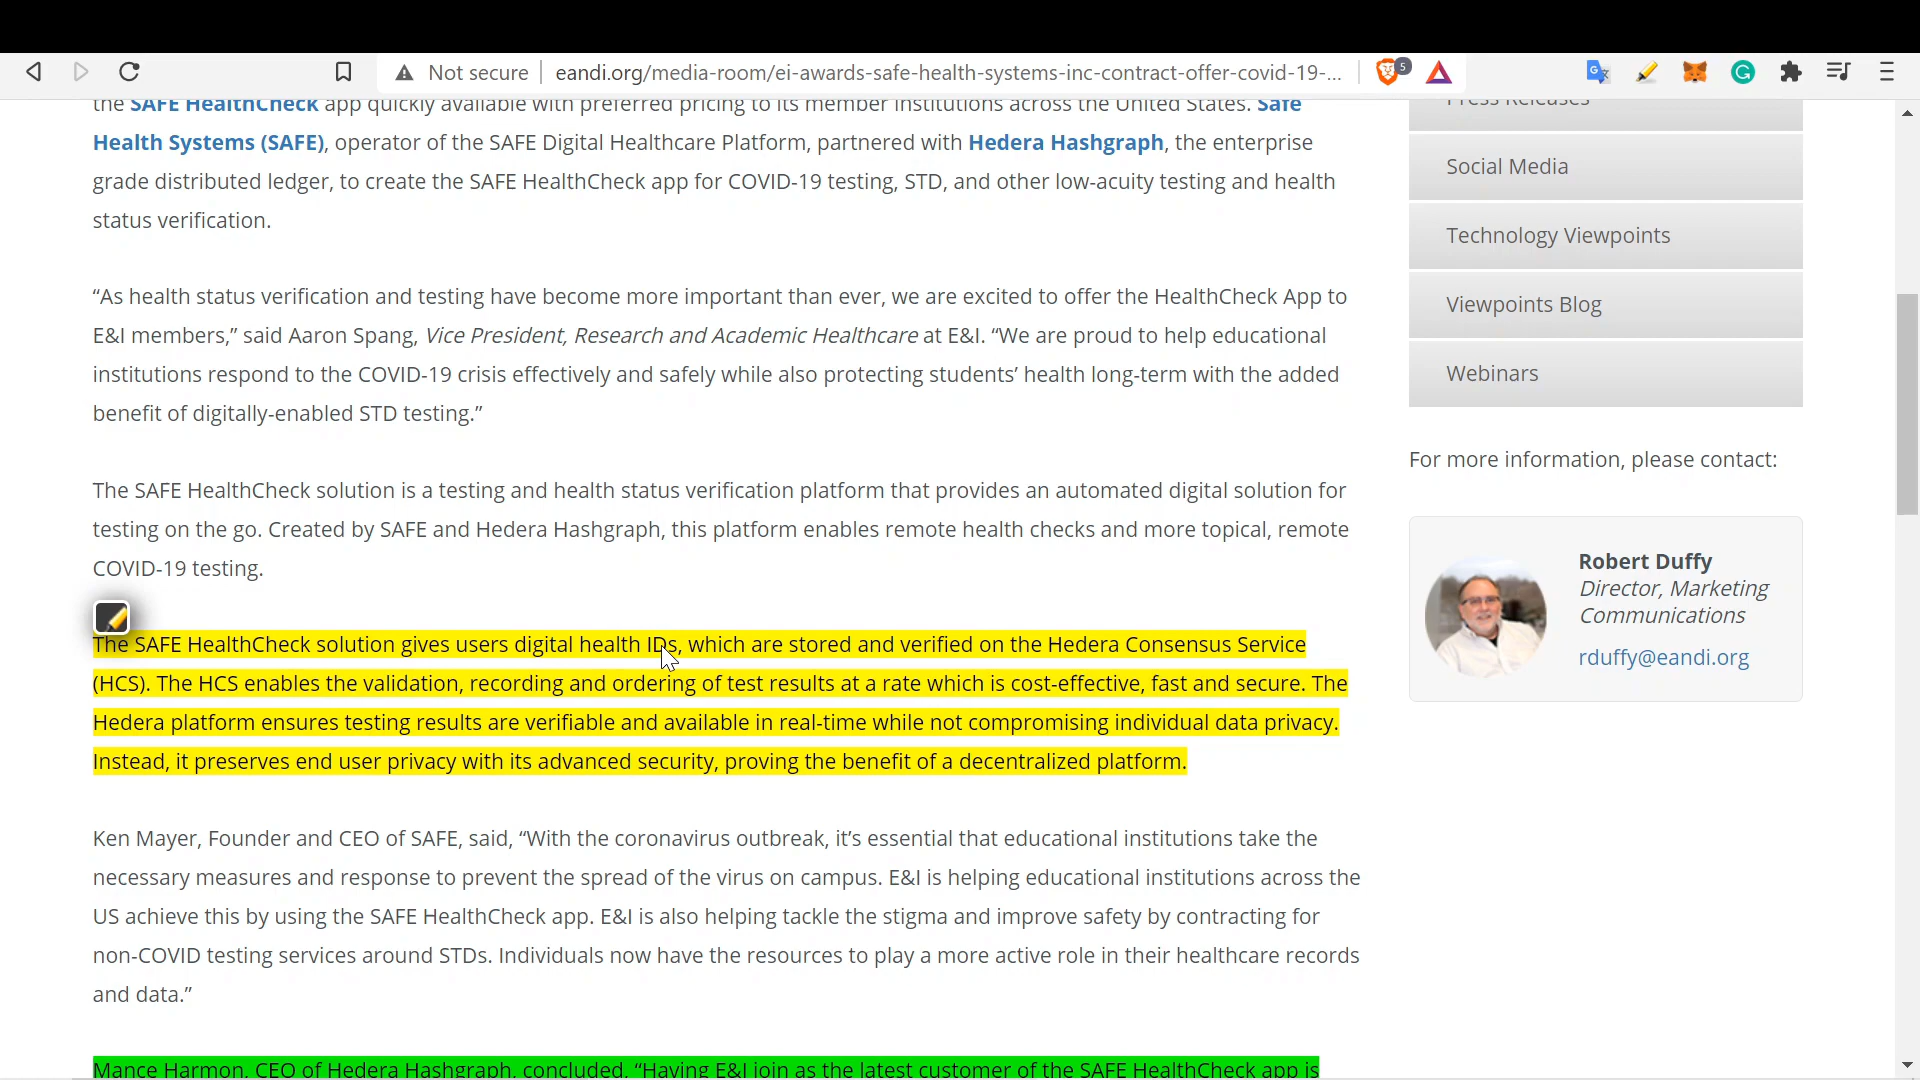 Not secure
eandi.org/media-room/ei-awards-safe-health-systems-inc-contract-offer-covid-19-...
5
the SAFE HealthCheck app quickly available with preferred pricing to its member institutions across the United States. Safe
Health Systems (SAFE), operator of the SAFE Digital Healthcare Platform, partnered with Hedera Hashgraph, the enterprise
grade distributed ledger, to create the SAFE HealthCheck app for COVID-19 testing, STD, and other low-acuity testing and health
status verification.
“As health status verification and testing have become more important than ever, we are excited to offer the HealthCheck App to
E&I members,” said Aaron Spang, Vice President, Research and Academic Healthcare at E&I. “We are proud to help educational
institutions respond to the COVID-19 crisis effectively and safely while also protecting students’ health long-term with the added
benefit of digitally-enabled STD testing.”
The SAFE HealthCheck solution is a testing and health status verification platform that provides an automated digital solution for
testing on the go. Created by SAFE and Hedera Hashgraph, this platform enables remote health checks and more topical, remote
COVID-19 testing.
The SAFE HealthCheck solution gives users digital health IDs, which are stored and verified on the Hedera Consensus Service
(HCS). The HCS enables the validation, recording and ordering of test results at a rate which is cost-effective, fast and secure. The
Hedera platform ensures testing results are verifiable and available in real-time while not compromising individual data privacy.
Instead, it preserves end user privacy with its advanced security, proving the benefit of a decentralized platform.
Ken Mayer, Founder and CEO of SAFE, said, “With the coronavirus outbreak, it’s essential that educational institutions take the
necessary measures and response to prevent the spread of the virus on campus. E&I is helping educational institutions across the
US achieve this by using the SAFE HealthCheck app. E&I is also helping tackle the stigma and improve safety by contracting for
non-COVID testing services around STDs. Individuals now have the resources to play a more active role in their healthcare records
and data.”
Mance Harmon, CEO of Hedera Hashgraph, concluded, “Having E&I join as the latest customer of the SAFE HealthCheck app is
Press Releases
Social Media
Technology Viewpoints
Viewpoints Blog
Webinars
For more information, please contact:
Robert Duffy
Director, Marketing
Communications
rduffy@eandi.org